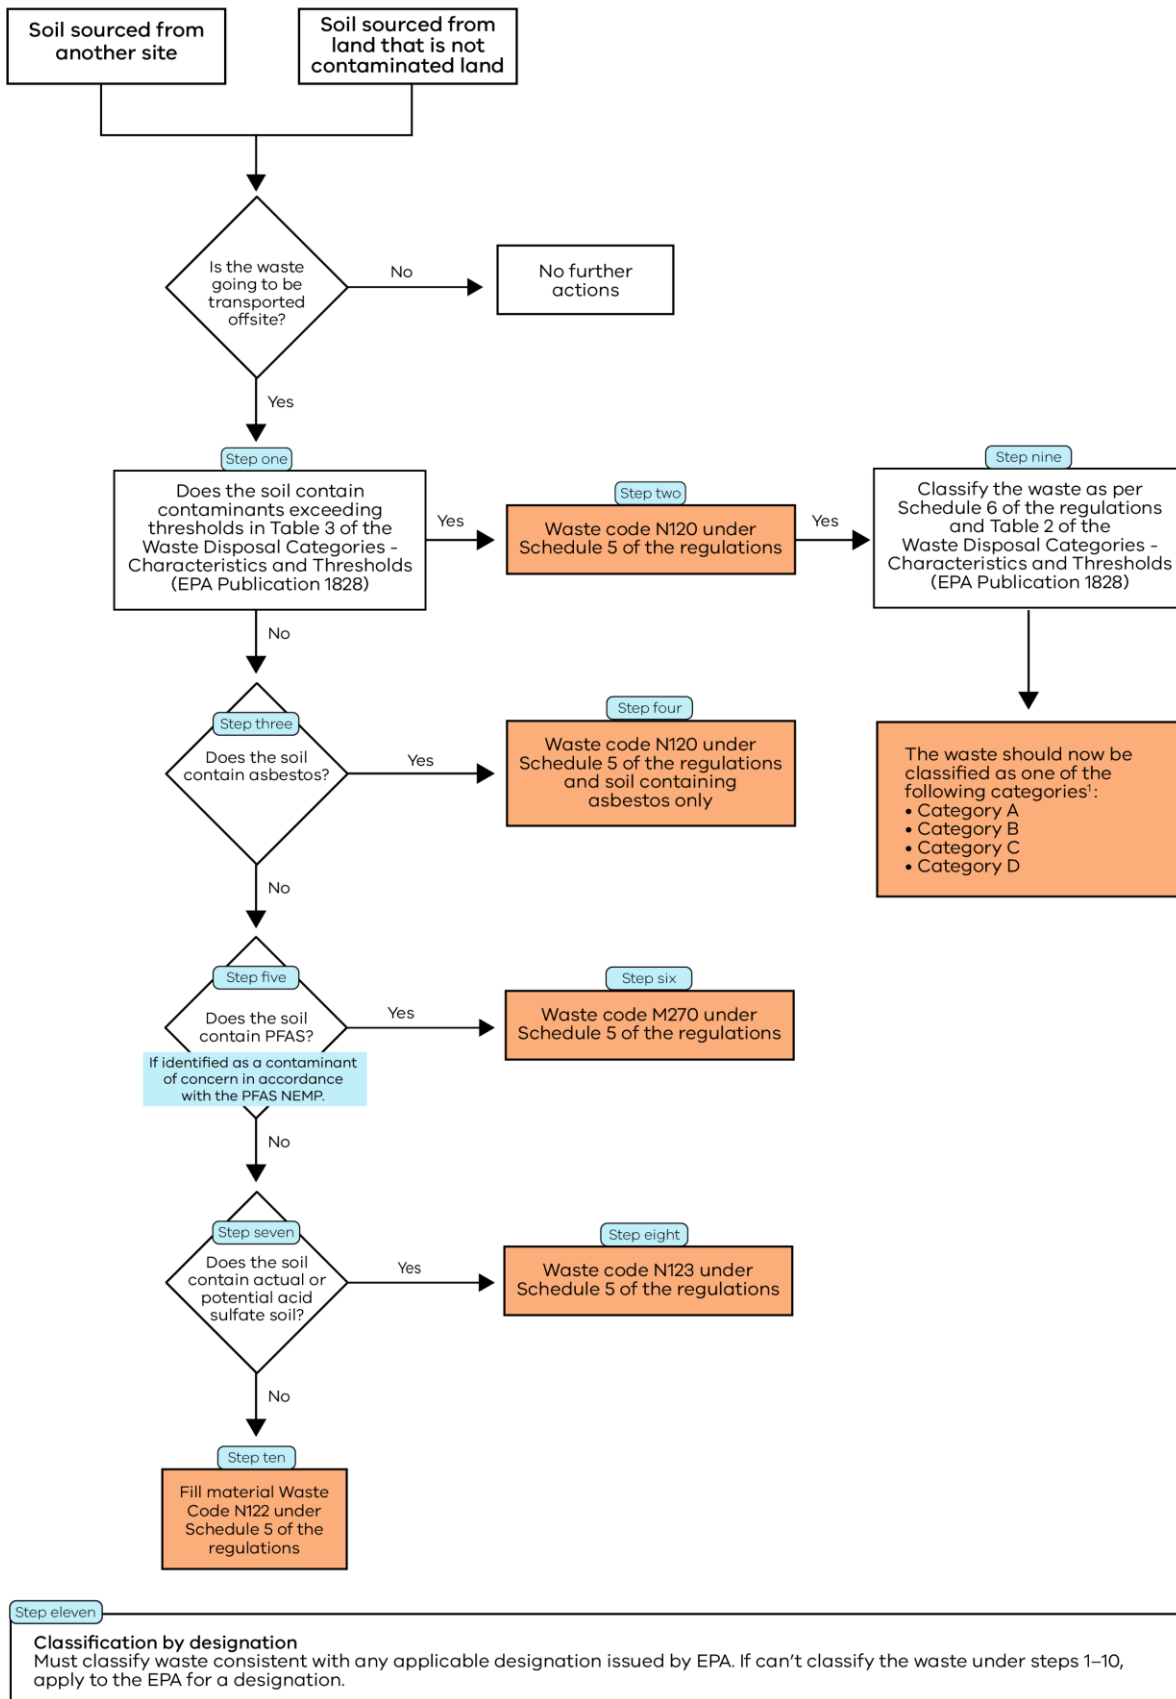 Soil sourced from
another site
Soil sourced from
land that is not
contaminated land
Is the waste
going to be
transported
offsite?
No
No further
actions
Yes
Step one
Does the soil contain
contaminants exceeding
thresholds in Table 3 of the
Waste Disposal Categories -
Characteristics and Thresholds
(EPA Publication 1828)
Yes
Step two
Waste code N120 under
Schedule 5 of the regulations
Yes
Step nine
Classify the waste as per
Schedule 6 of the regulations
and Table 2 of the
Waste Disposal Categories -
Characteristics and Thresholds
(EPA Publication 1828)
No
Step three
Does the soil
contain asbestos?
Yes
Step four
Waste code N120 under
Schedule 5 of the regulations
and soil containing
asbestos only
The waste should now be
classified as one of the
following categories¹:
• Category A
• Category B
• Category C
• Category D
No
Step five
Does the soil
contain PFAS?
If identified as a contaminant
of concern in accordance
with the PFAS NEMP.
Yes
Step six
Waste code M270 under
Schedule 5 of the regulations
No
Step seven
Does the soil
contain actual or
potential acid
sulfate soil?
Yes
Step eight
Waste code N123 under
Schedule 5 of the regulations
No
Step ten
Fill material Waste
Code N122 under
Schedule 5 of the
regulations
Step eleven
Classification by designation
Must classify waste consistent with any applicable designation issued by EPA. If can't classify the waste under steps 1–10,
apply to the EPA for a designation.